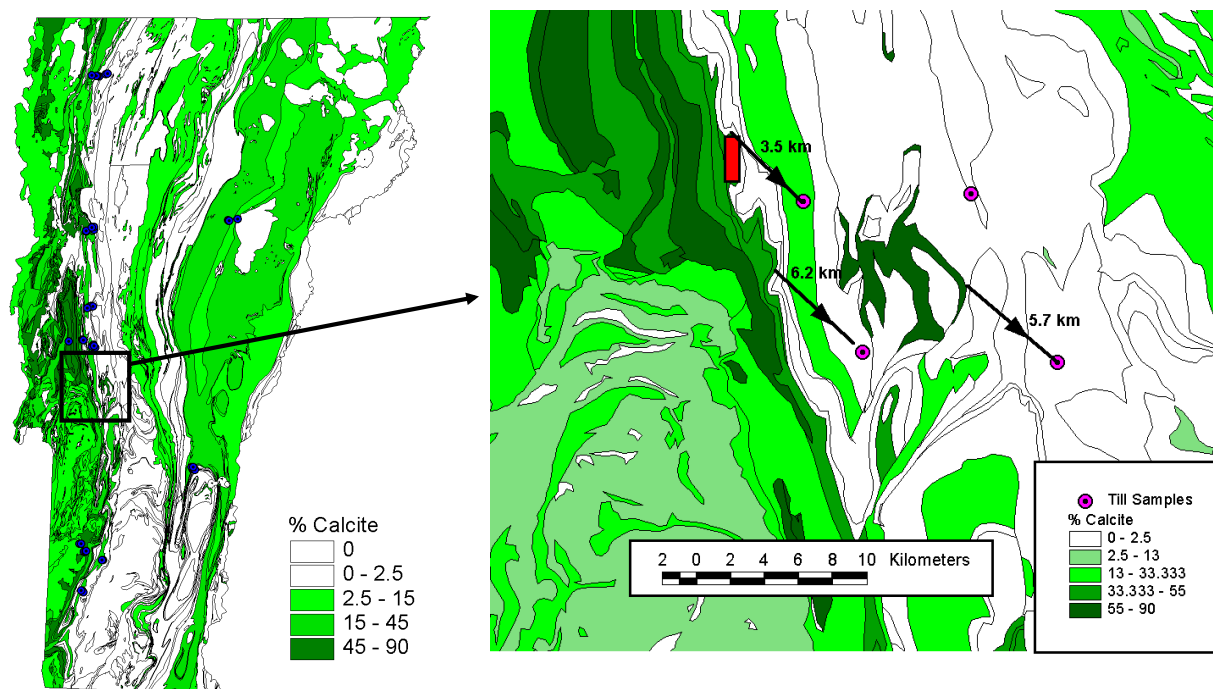 % Calcite
0
0 - 2.5
2.5 - 15
15 - 45
45 - 90
3.5 km
6.2 km
5.7 km
2 0 2 4 6 8 10 Kilometers
Till Samples
% Calcite
0 - 2.5
2.5 - 13
13 - 33.333
33.333 - 55
55 - 90